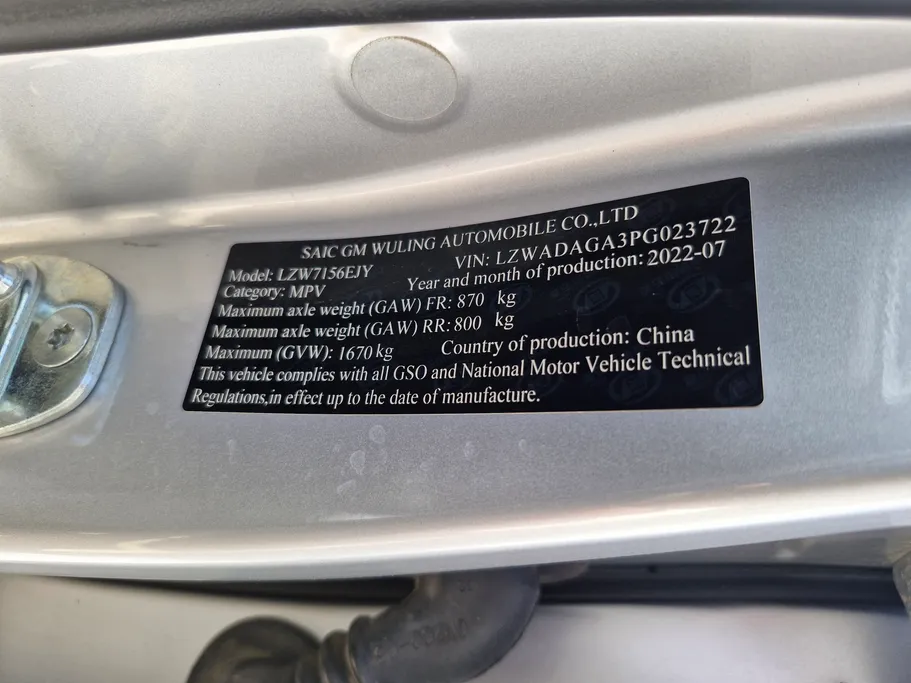 SAIC GM WULING AUTOMOBILE CO.,LTD
Model: LZW7156EJY VIN: LZWADAGA3PG023722
Category: MPV Year and month of production: 2022-07
Maximum axle weight (GAW) FR: 870 kg
Maximum axle weight (GAW) RR: 800 kg
Maximum (GVW): 1670 kg Country of production: China
This vehicle complies with all GSO and National Motor Vehicle Technical
Regulations,in effect up to the date of manufacture.